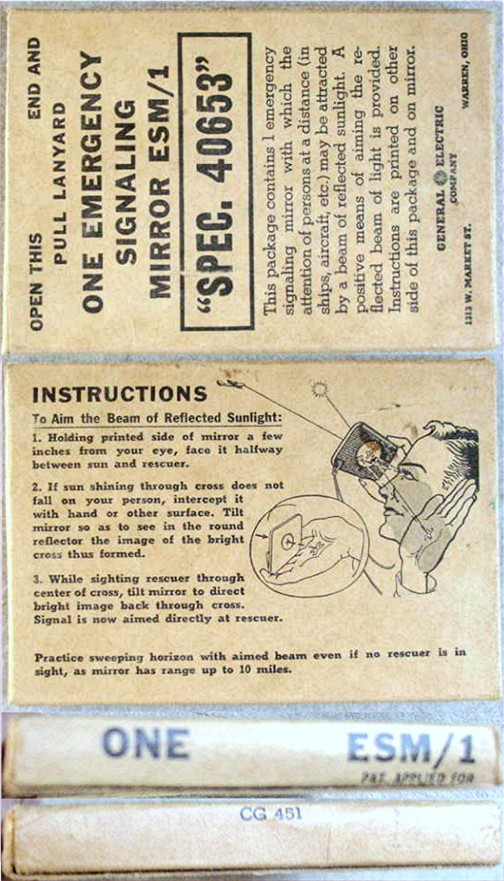 OPEN THIS END AND
PULL LANYARD
ONE EMERGENCY
SIGNALING
MIRROR ESM/1
"SPEC. 40653"
This package contains 1 emergency
signaling mirror with which the
attention of persons at a distance (in
ships, aircraft, etc.) may be attracted
by a beam of reflected sunlight. A
positive means of aiming the re-
flected beam of light is provided.
Instructions are printed on other
side of this package and on mirror.
GENERAL ELECTRIC
COMPANY
1313 W. MARKET ST. WARREN, OHIO
INSTRUCTIONS
To Aim the Beam of Reflected Sunlight:
1. Holding printed side of mirror a few
inches from your eye, face it halfway
between sun and rescuer.
2. If sun shining through cross does not
fall on your person, intercept it
with hand or other surface. Tilt
mirror so as to see in the round
reflector the image of the bright
cross thus formed.
3. While sighting rescuer through
center of cross, tilt mirror to direct
bright image back through cross.
Signal is now aimed directly at rescuer.
Practice sweeping horizon with aimed beam even if no rescuer is in
sight, as mirror has range up to 10 miles.
ONE ESM/1
PAT. APPLIED FOR
CG 451